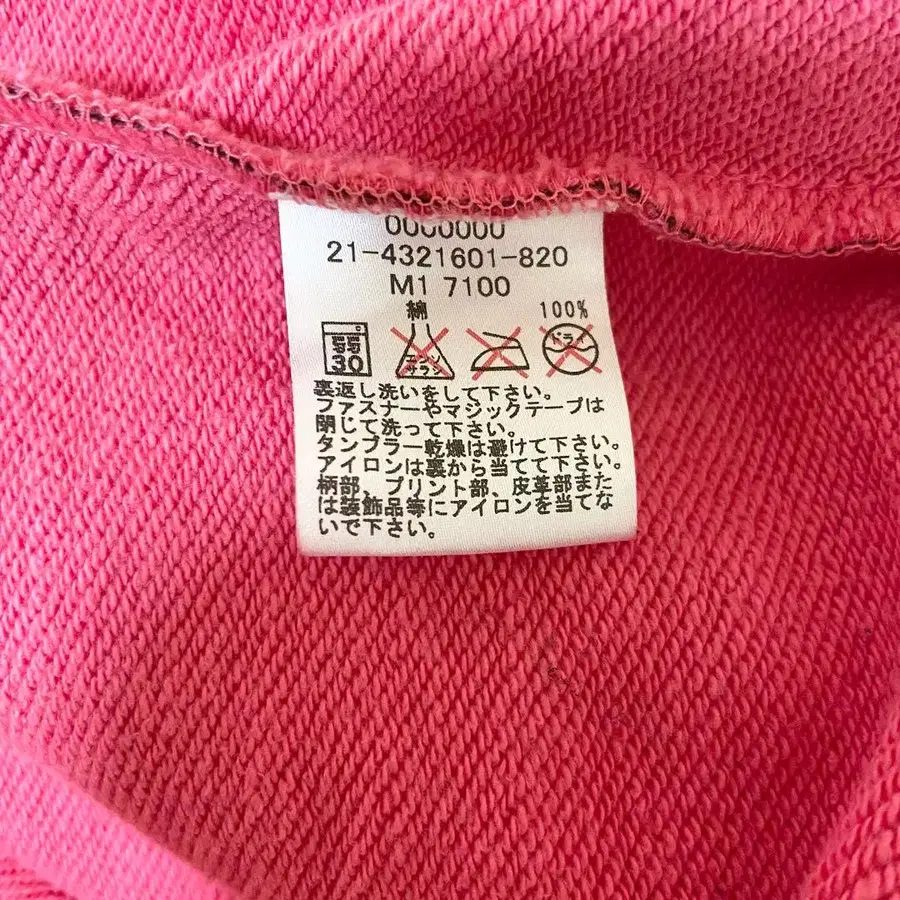 0000000
21-4321601-820
M1 7100
綿 100%
弱 30 エンソ サラシ ドライ
裏返し洗いをして下さい。
ファスナーやマジックテープは
閉じて洗って下さい。
タンブラー乾燥は避けて下さい。
アイロンは裏から当てて下さい。
柄部、プリント部、皮革部また
は装飾品等にアイロンを当てな
いで下さい。